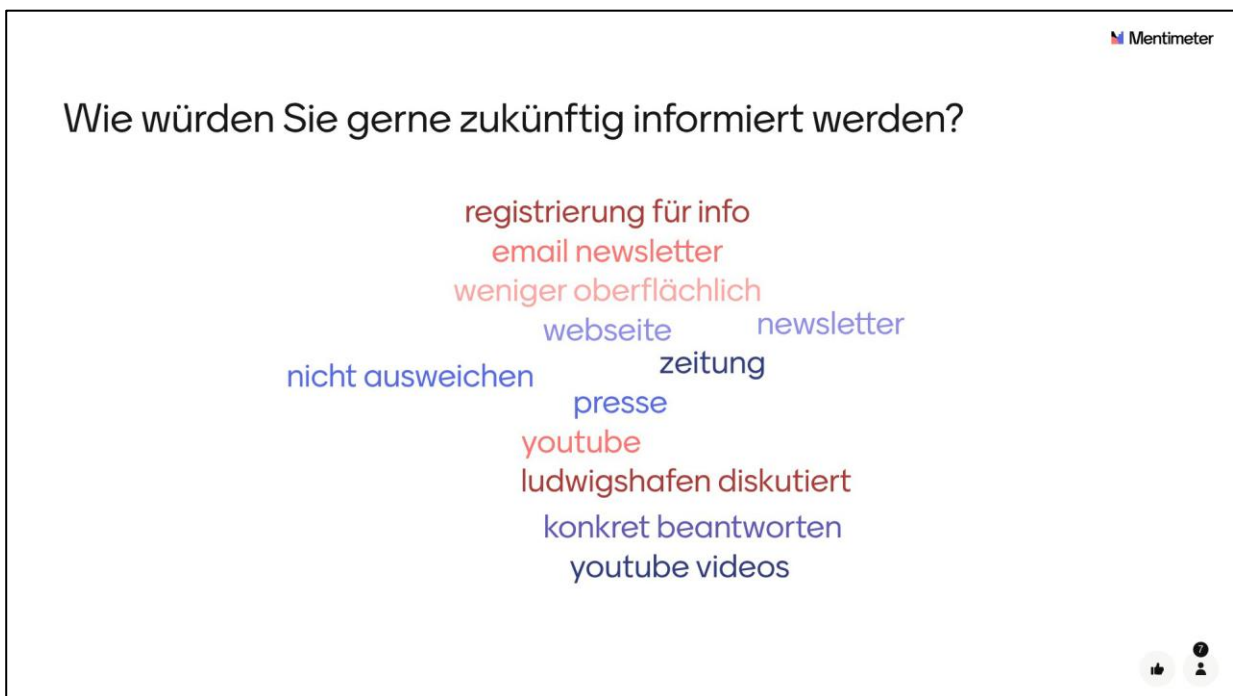 Mentimeter
Wie würden Sie gerne zukünftig informiert werden?
registrierung für info
email newsletter
weniger oberflächlich
webseite newsletter
zeitung
nicht ausweichen
presse
youtube
ludwigshafen diskutiert
konkret beantworten
youtube videos
7